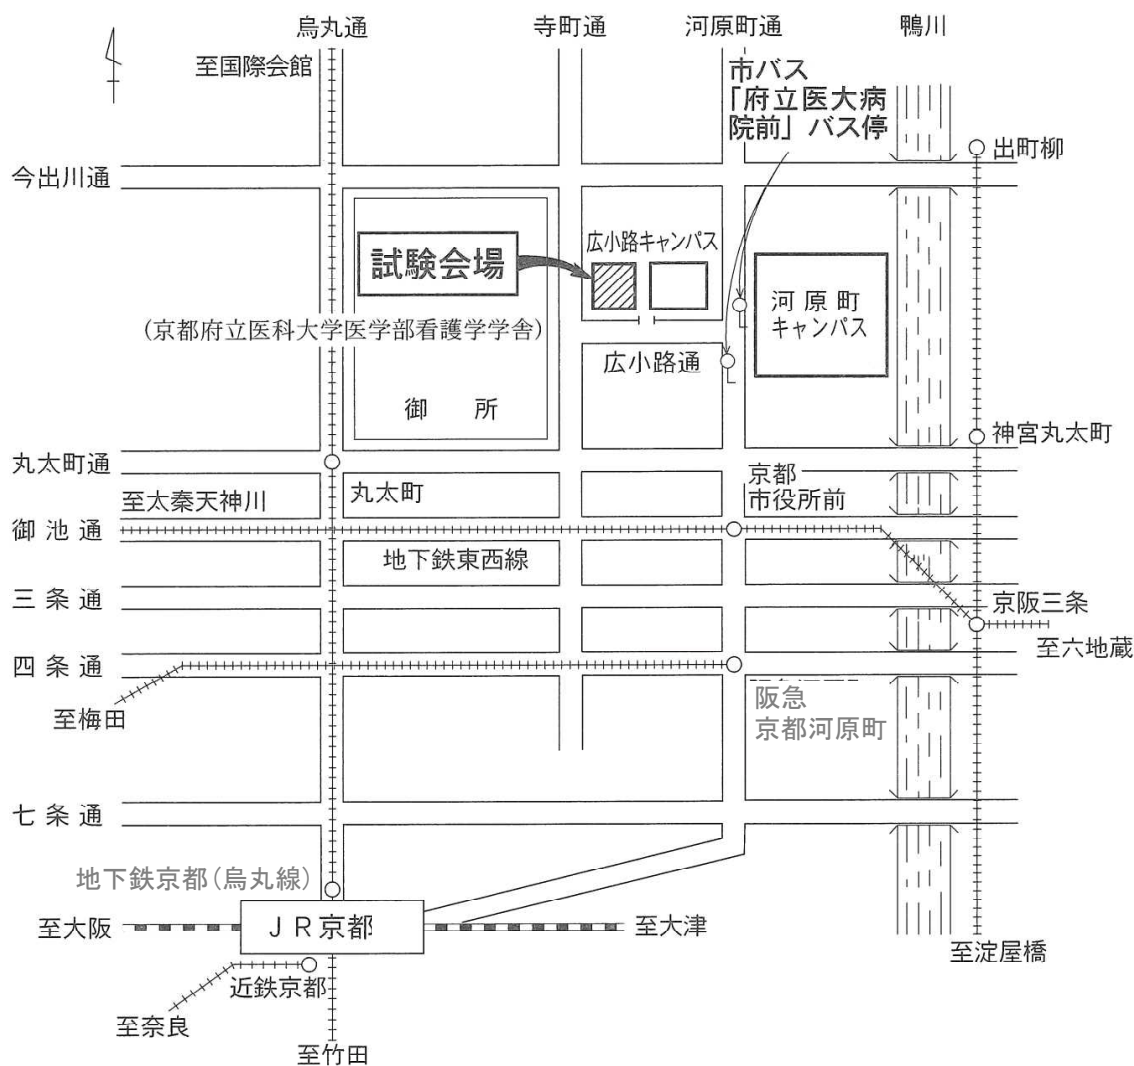 烏丸通
寺町通
河原町通
鴨川
至国際会館
市バス
「府立医大病
院前」バス停
出町柳
今出川通
広小路キャンパス
試験会場
河原町
キャンパス
(京都府立医科大学医学部看護学学舎)
広小路通
御所
神宮丸太町
丸太町通
京都
市役所前
至太秦天神川
丸太町
御池通
地下鉄東西線
三条通
京阪三条
至六地蔵
四条通
至梅田
阪急
京都河原町
七条通
地下鉄京都(烏丸線)
至大阪
JR京都
至大津
至淀屋橋
近鉄京都
至奈良
至竹田